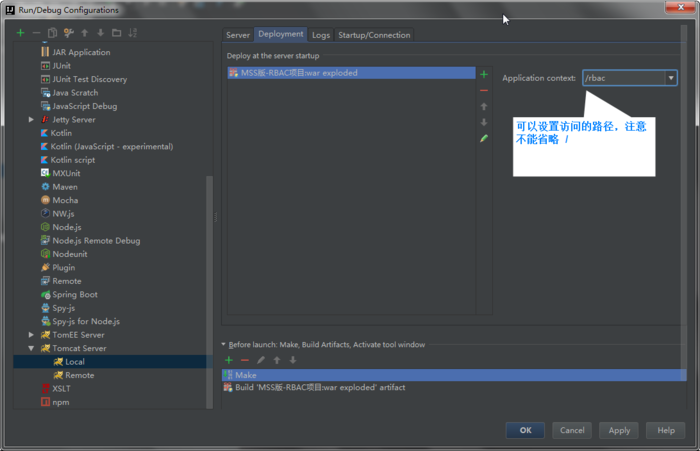 Run/Debug Configurations
JAR Application
JUnit
JUnit Test Discovery
Java Scratch
JavaScript Debug
Jetty Server
Kotlin
Kotlin (JavaScript - experimental)
Kotlin script
MXUnit
Maven
Mocha
NW.js
Node.js
Node.js Remote Debug
Nodeunit
Plugin
Remote
Spring Boot
Spy-js
Spy-js for Node.js
TomEE Server
Tomcat Server
Local
Remote
XSLT
npm
Server Deployment Logs Startup/Connection
Deploy at the server startup
MSS版-RBAC项目:war exploded
Application context: /rbac
可以设置访问的路径，注意
不能省略 /
Before launch: Make, Build Artifacts, Activate tool window
Make
Build 'MSS版-RBAC项目:war exploded' artifact
OK Cancel Apply Help